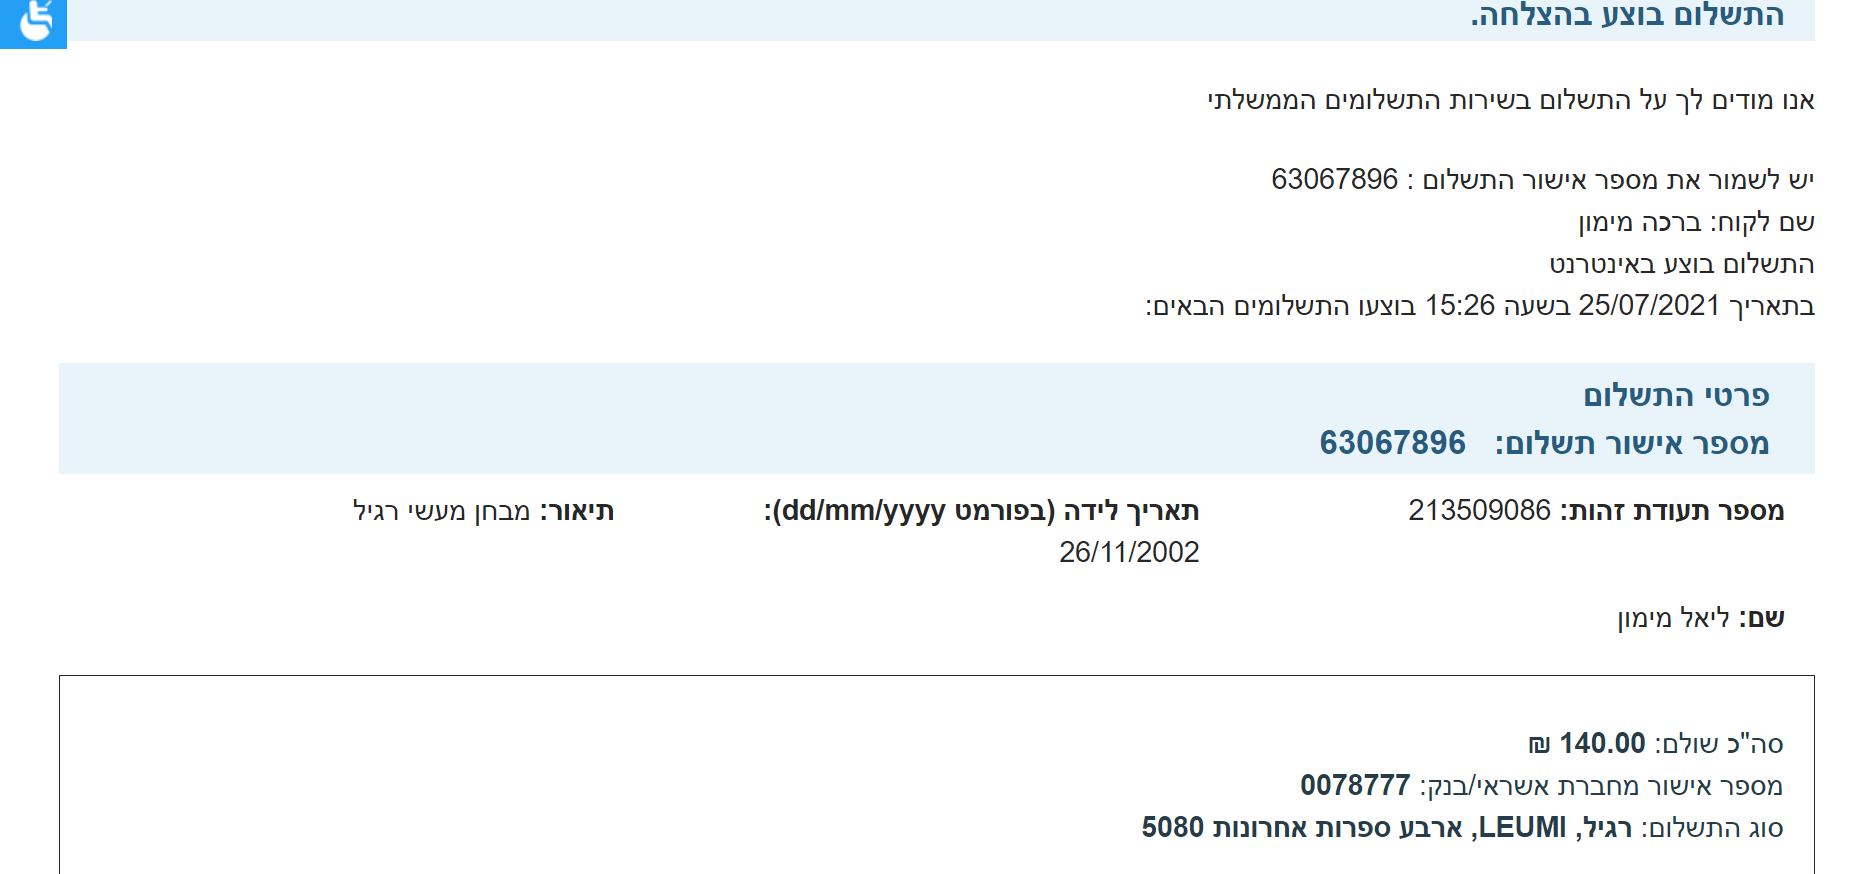 התשלום בוצע בהצלחה.
אנו מודים לך על התשלום בשירות התשלומים הממשלתי
יש לשמור את מספר אישור התשלום : 63067896
שם לקוח: ברכה מימון
התשלום בוצע באינטרנט
בתאריך 25/07/2021 בשעה 15:26 בוצעו התשלומים הבאים:
פרטי התשלום
מספר אישור תשלום: 63067896
מספר תעודת זהות: 213509086
תאריך לידה (בפורמט dd/mm/yyyy):
26/11/2002
תיאור: מבחן מעשי רגיל
שם: ליאל מימון
סה"כ שולם: 140.00 ₪
מספר אישור מחברת אשראי/בנק: 0078777
סוג התשלום: רגיל, LEUMI, ארבע ספרות אחרונות 5080